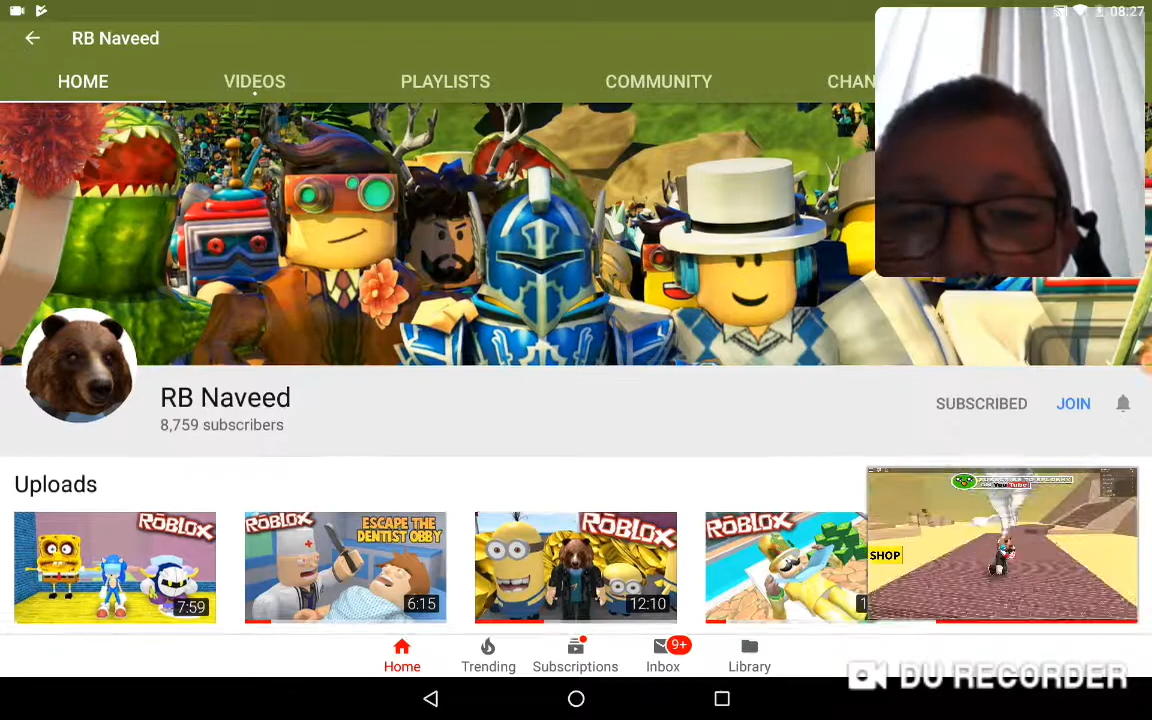 08:27
RB Naveed
HOME VIDEOS PLAYLISTS COMMUNITY CHAN
RB Naveed
8,759 subscribers
SUBSCRIBED JOIN
Uploads
ROBLOX
7:59
ROBLOX
ESCAPE THE
DENTIST OBBY
6:15
ROBLOX
12:10
ROBLOX
1
YouTube
SHOP
Home Trending Subscriptions Inbox 9+ Library
DU RECORDER